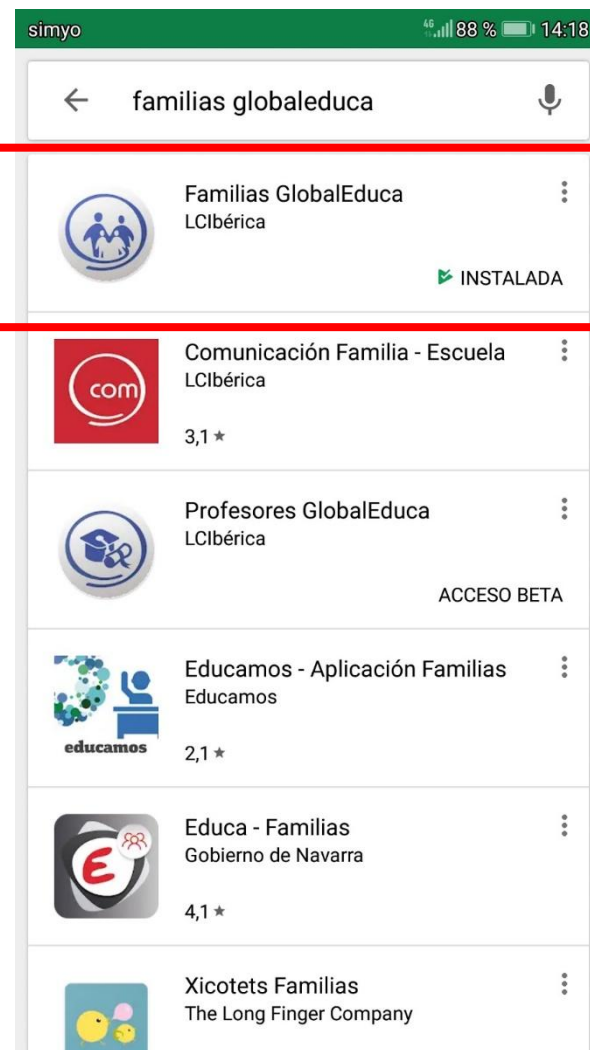 simyo 4G 88 % 14:18
familias globaleduca
Familias GlobalEduca
LCIbérica
INSTALADA
com
Comunicación Familia - Escuela
LCIbérica
3,1 ★
Profesores GlobalEduca
LCIbérica
ACCESO BETA
educamos
Educamos - Aplicación Familias
Educamos
2,1 ★
E
Educa - Familias
Gobierno de Navarra
4,1 ★
Xicotets Familias
The Long Finger Company